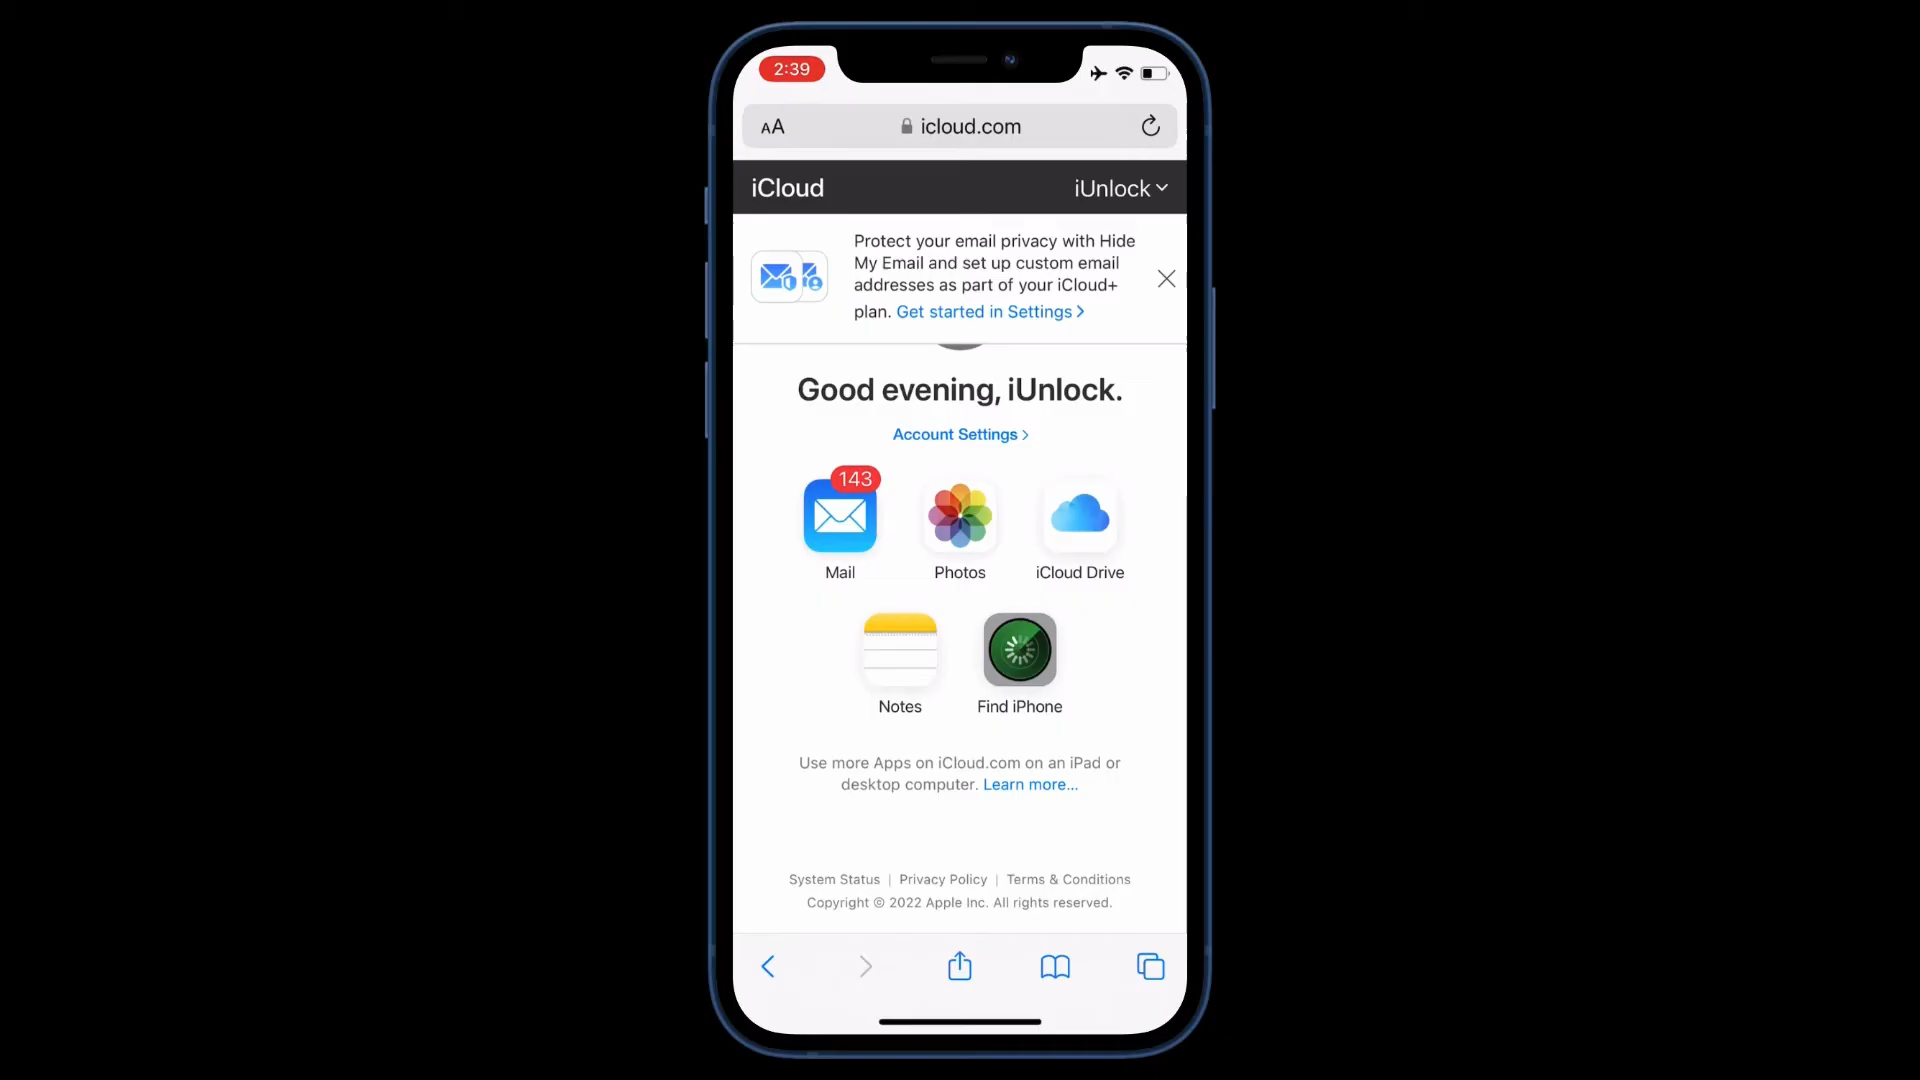 2:39
AA
icloud.com
iCloud
iUnlock
Protect your email privacy with Hide
My Email and set up custom email
addresses as part of your iCloud+
plan. Get started in Settings
Good evening, iUnlock.
Account Settings
143
Mail
Photos
iCloud Drive
Notes
Find iPhone
Use more Apps on iCloud.com on an iPad or
desktop computer. Learn more...
System Status | Privacy Policy | Terms & Conditions
Copyright © 2022 Apple Inc. All rights reserved.